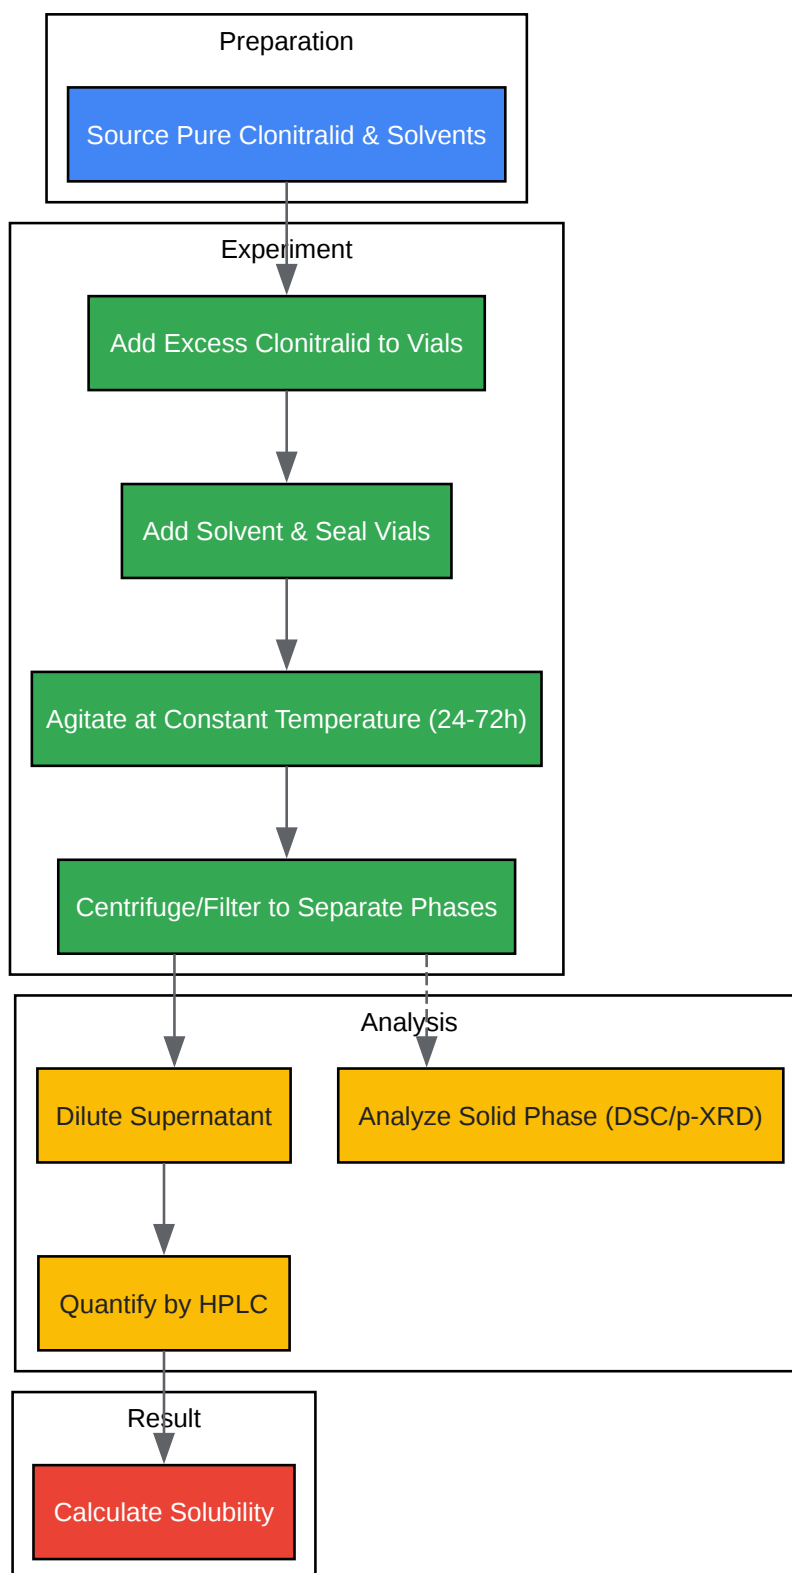 Preparation
Source Pure Clonitralid & Solvents
Experiment
Add Excess Clonitralid to Vials
Add Solvent & Seal Vials
Agitate at Constant Temperature (24-72h)
Centrifuge/Filter to Separate Phases
Analysis
Dilute Supernatant
Analyze Solid Phase (DSC/p-XRD)
Quantify by HPLC
Result
Calculate Solubility